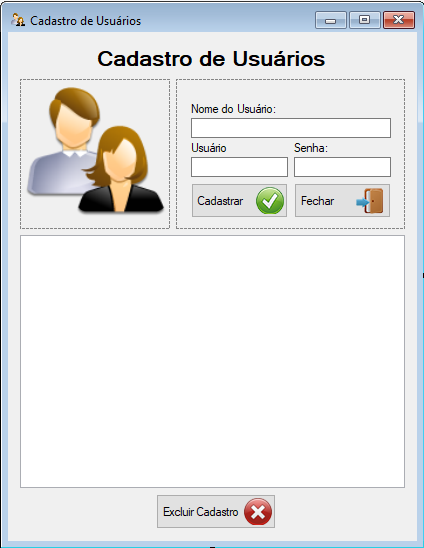 Cadastro de Usuários
Cadastro de Usuários
Nome do Usuário:
Usuário
Senha:
Cadastrar
Fechar
Excluir Cadastro